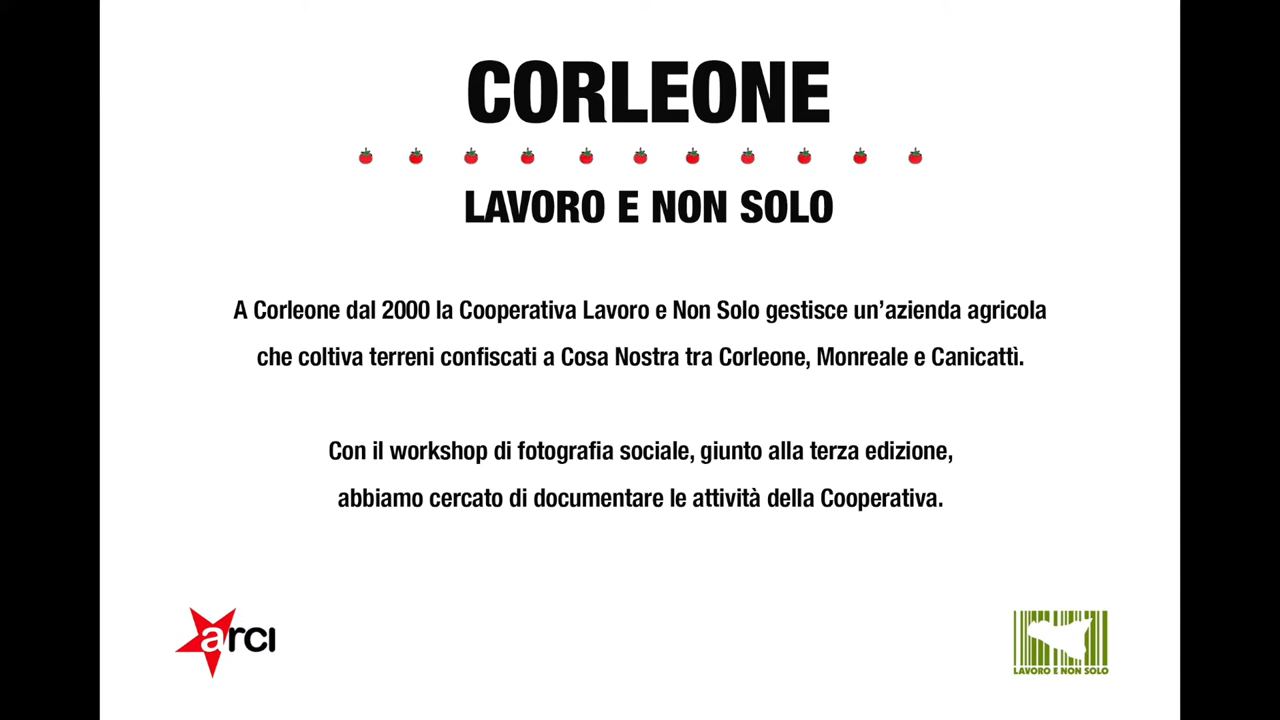 CORLEONE
LAVORO E NON SOLO
A Corleone dal 2000 la Cooperativa Lavoro e Non Solo gestisce un’azienda agricola
che coltiva terreni confiscati a Cosa Nostra tra Corleone, Monreale e Canicattì.
Con il workshop di fotografia sociale, giunto alla terza edizione,
abbiamo cercato di documentare le attività della Cooperativa.
arci
LAVORO E NON SOLO